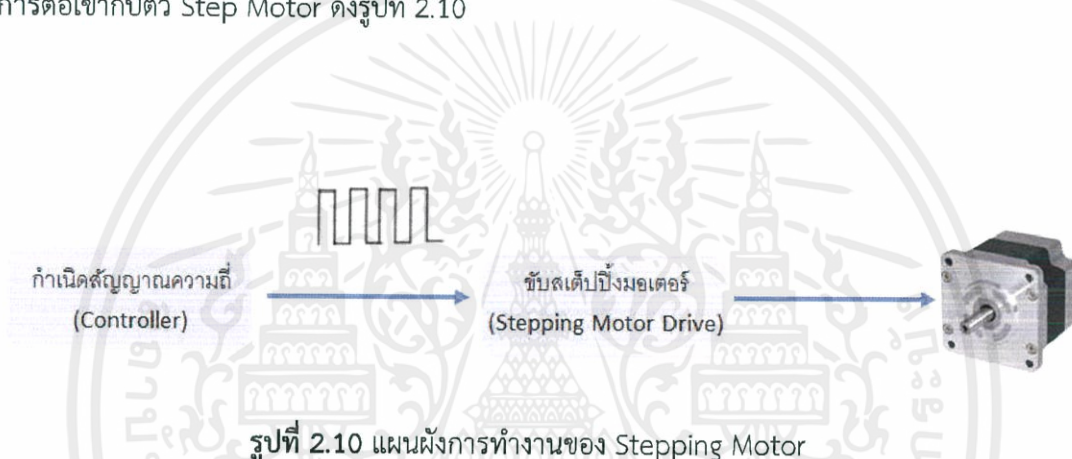 การต่อเข้ากับตัว Step Motor ดังรูปที่ 2.10
กำเนิดสัญญาณความถี่
(Controller)
ขับสเต็ปปิ้งมอเตอร์
(Stepping Motor Drive)
รูปที่ 2.10 แผนผังการทำงานของ Stepping Motor